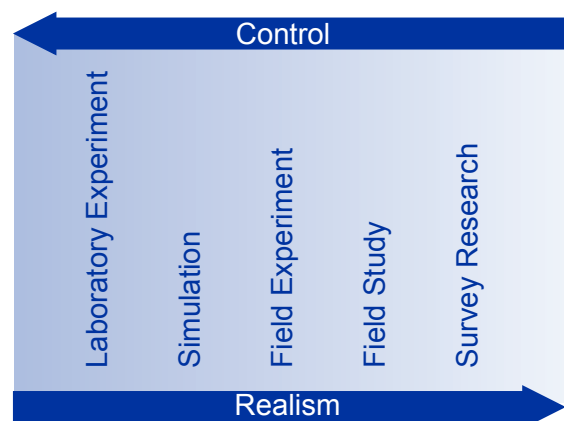 Control
Laboratory Experiment
Simulation
Field Experiment
Field Study
Survey Research
Realism